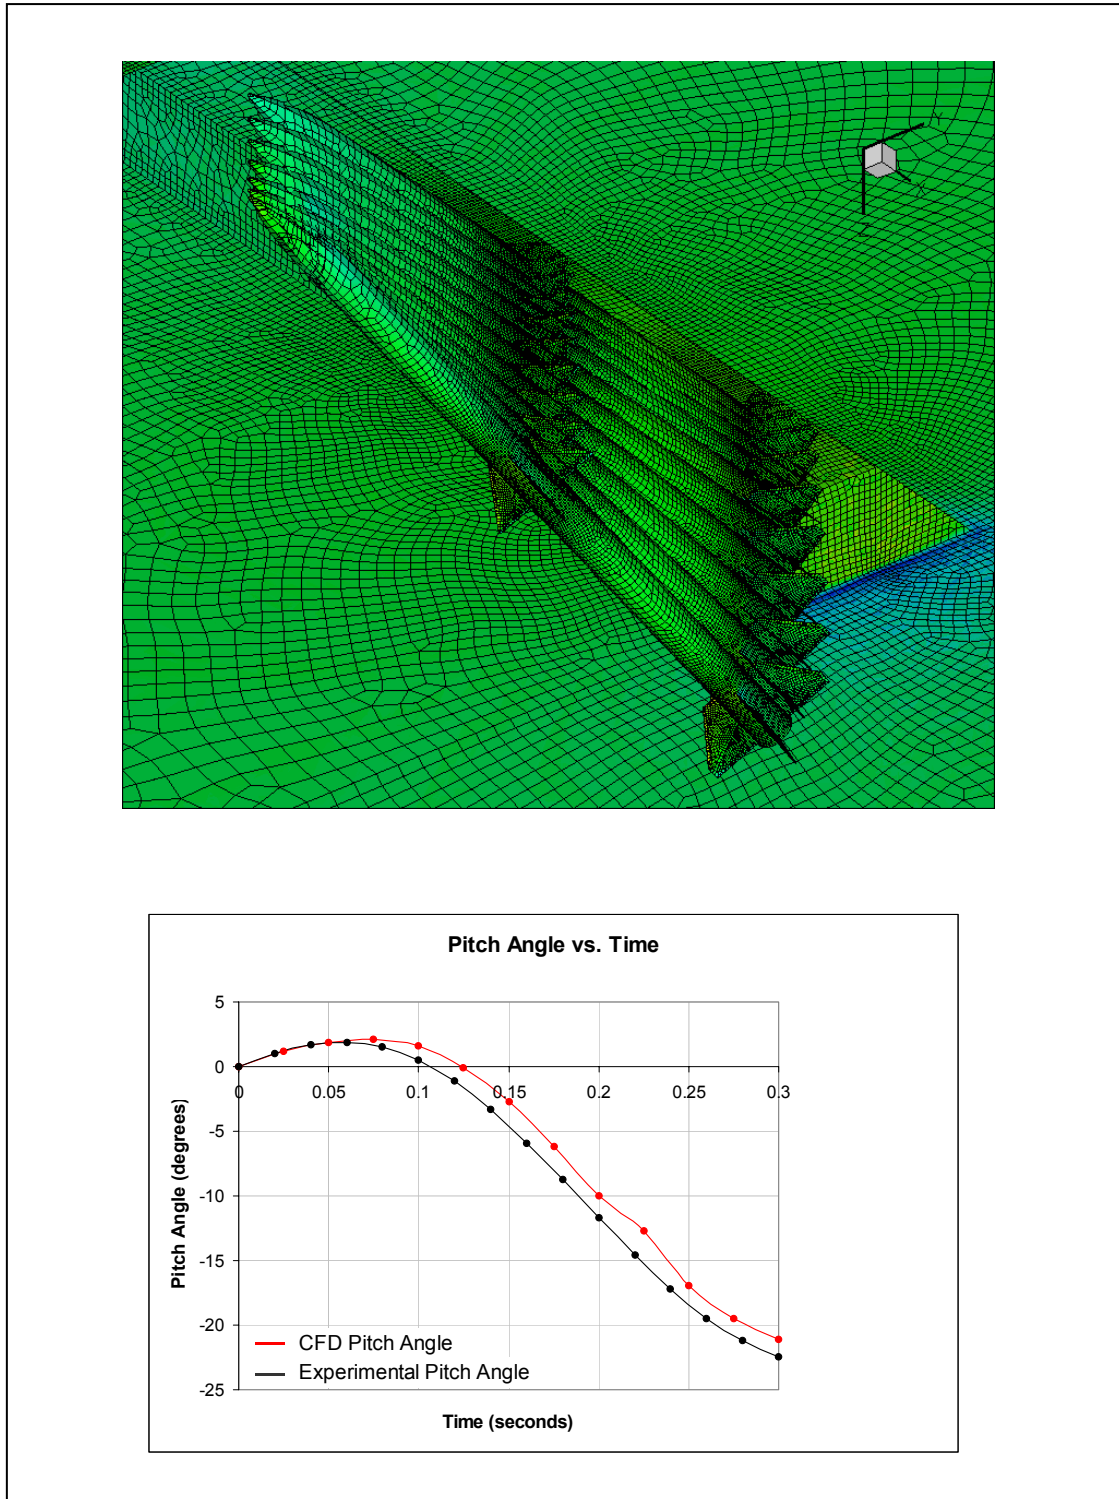 Y
X
Z
Pitch Angle vs. Time
5
0
-5
-10
-15
-20
-25
0 0.05 0.1 0.15 0.2 0.25 0.3
Pitch Angle (degrees)
CFD Pitch Angle
Experimental Pitch Angle
Time (seconds)